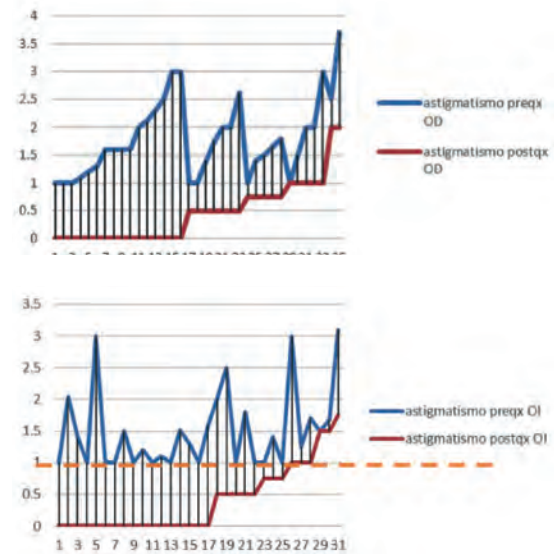 4
3.5
3
2.5
2
1.5
1
0.5
0
astigmatismo preqx
OD
astigmatismo postqx
OD
3.5
3
2.5
2
1.5
1
0.5
0
1 3 5 7 9 11 13 15 17 19 21 23 25 27 29 31
astigmatismo preqx OI
astigmatismo postqx OI